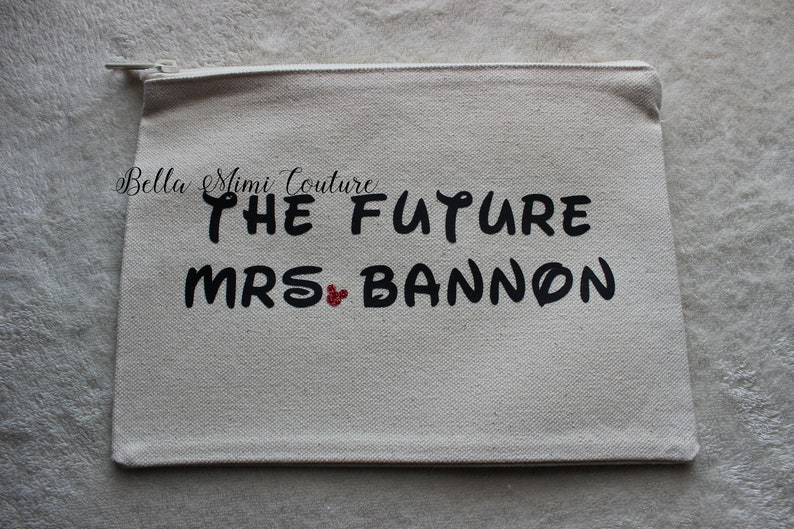 Bella Mimi Couture
THE FUTURE
MRS. BANNON